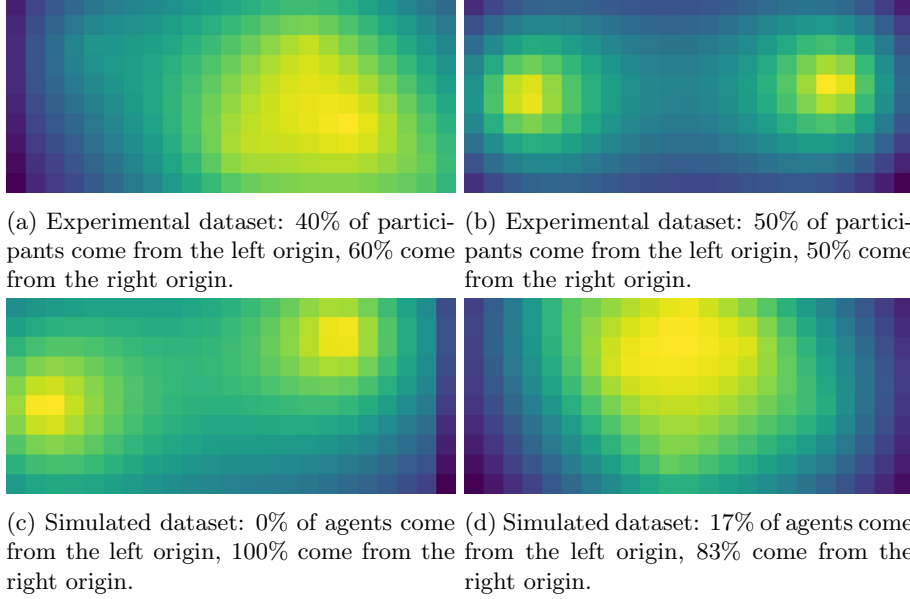 (a) Experimental dataset: 40% of partici-
pants come from the left origin, 60% come
from the right origin.
(b) Experimental dataset: 50% of partici-
pants come from the left origin, 50% come
from the right origin.
(c) Simulated dataset: 0% of agents come
from the left origin, 100% come from the
right origin.
(d) Simulated dataset: 17% of agents come
from the left origin, 83% come from the
right origin.